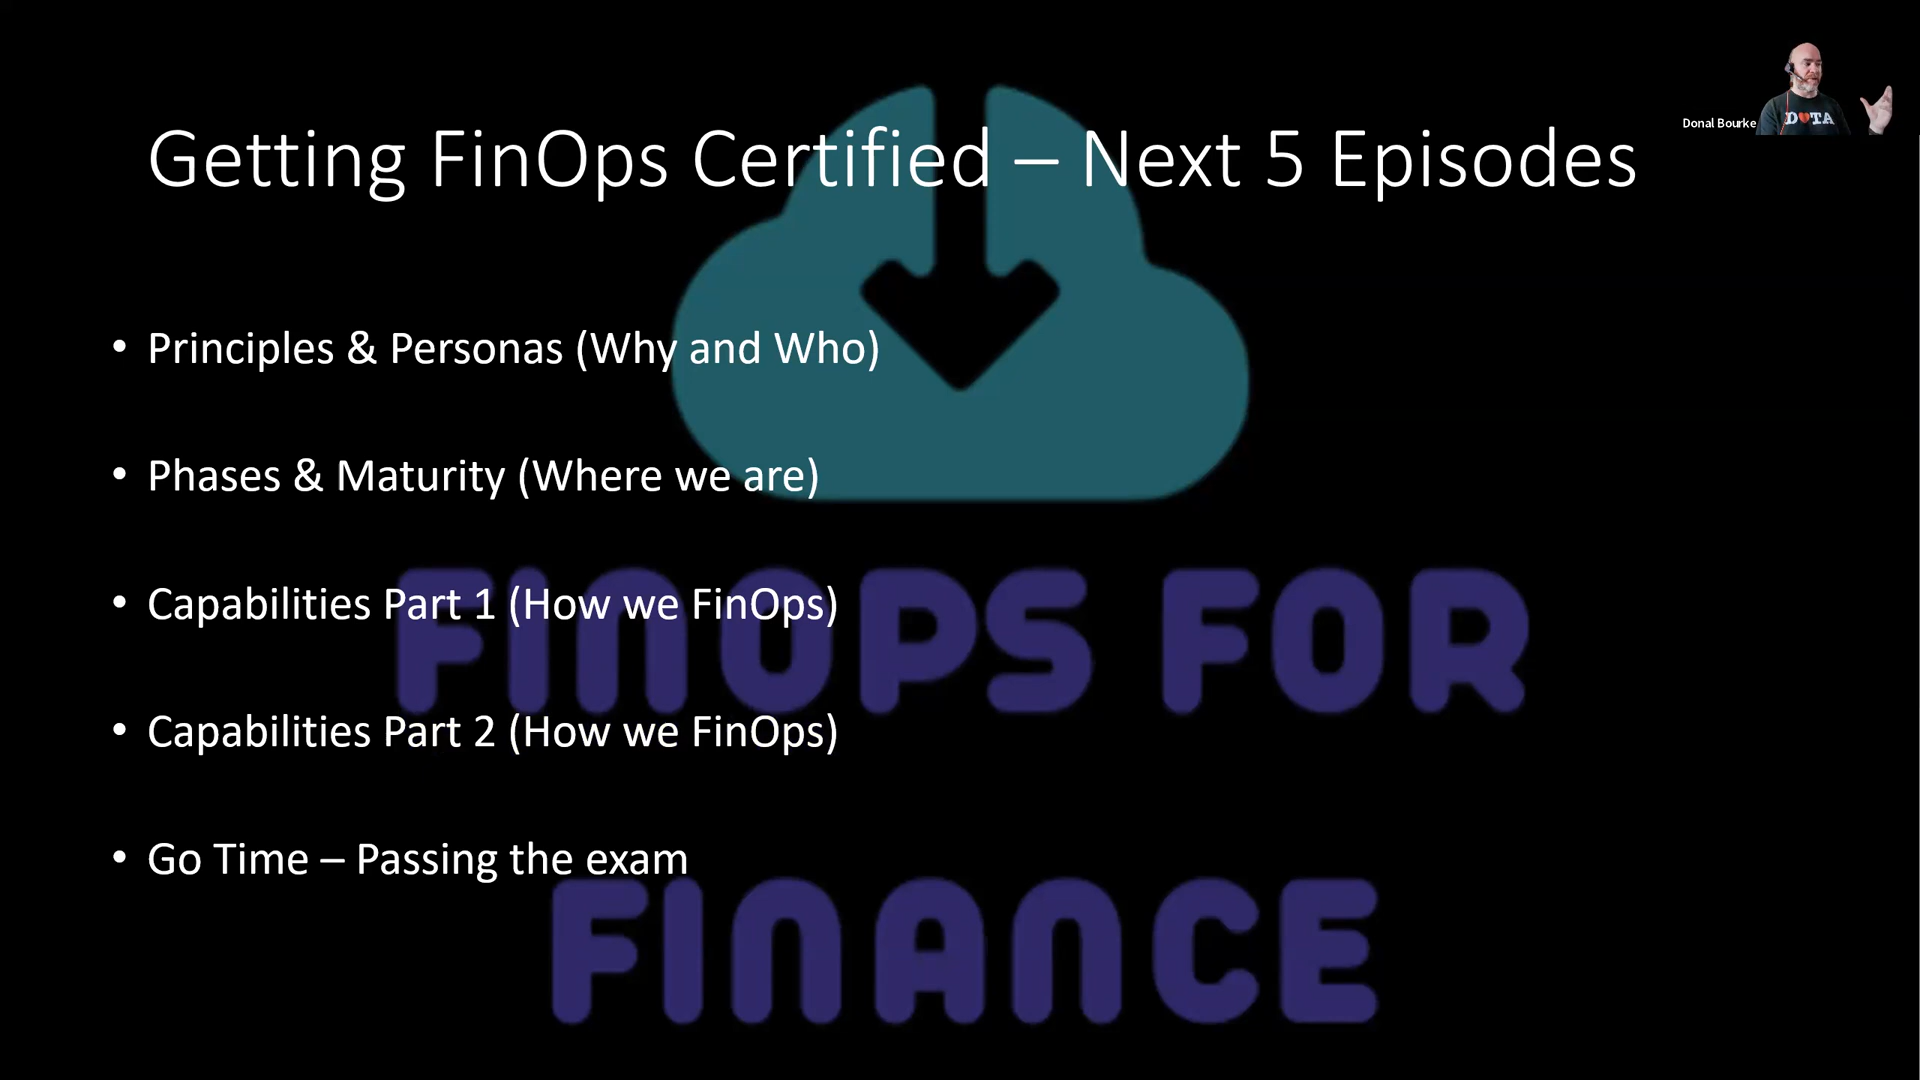 Getting FinOps Certified – Next 5 Episodes
Donal Bourke
D♥TA
• Principles & Personas (Why and Who)
• Phases & Maturity (Where we are)
• Capabilities Part 1 (How we FinOps)
• Capabilities Part 2 (How we FinOps)
• Go Time – Passing the exam
FINOPS FOR
FINANCE